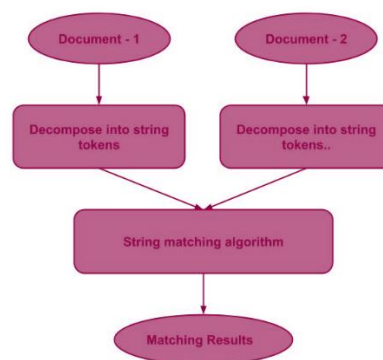 Document - 1
Document - 2
Decompose into string
tokens
Decompose into string
tokens..
String matching algorithm
Matching Results